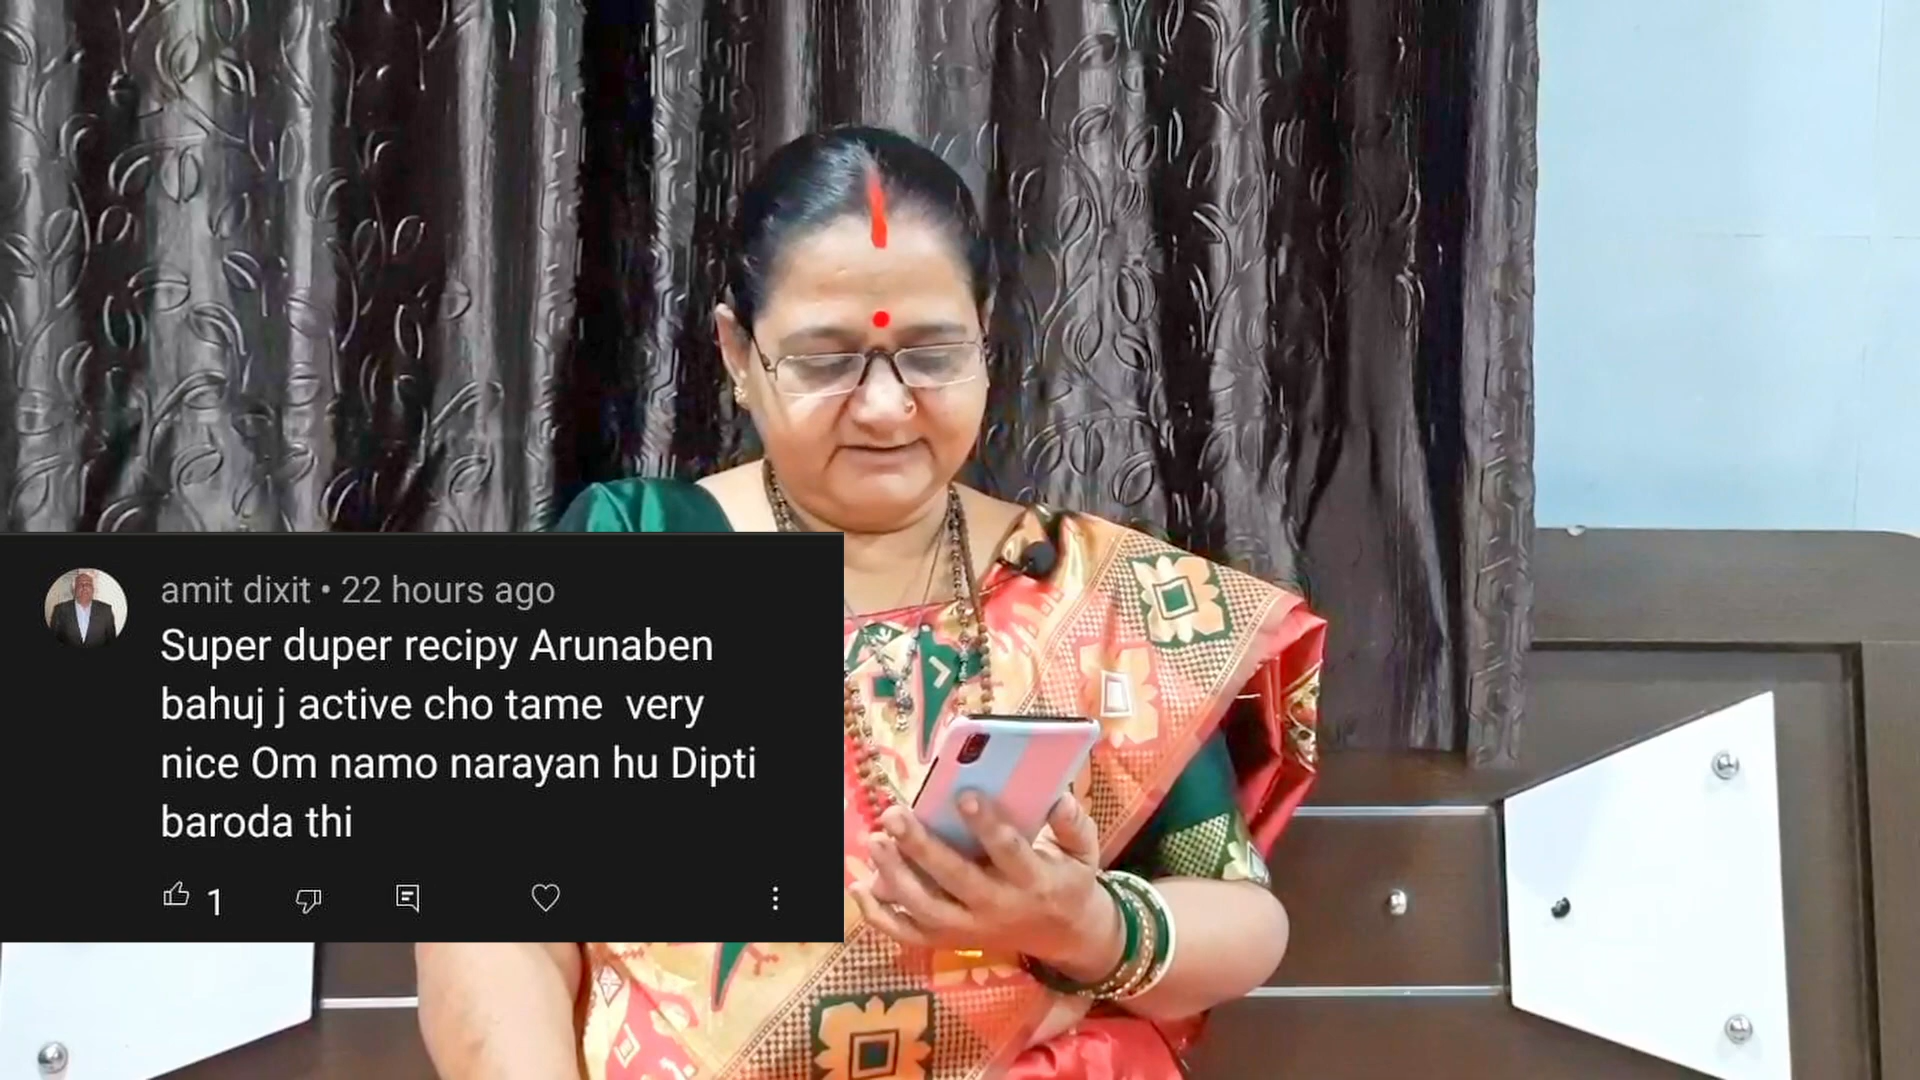 amit dixit • 22 hours ago
Super duper recipy Arunaben
bahuj j active cho tame  very
nice Om namo narayan hu Dipti
baroda thi
1